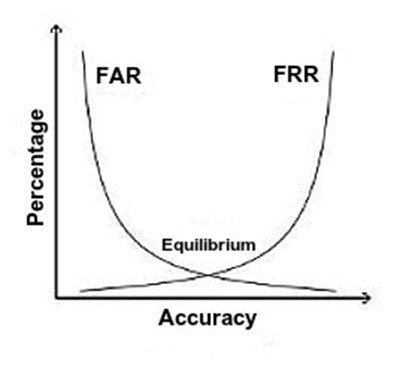 FAR
FRR
Percentage
Equilibrium
Accuracy